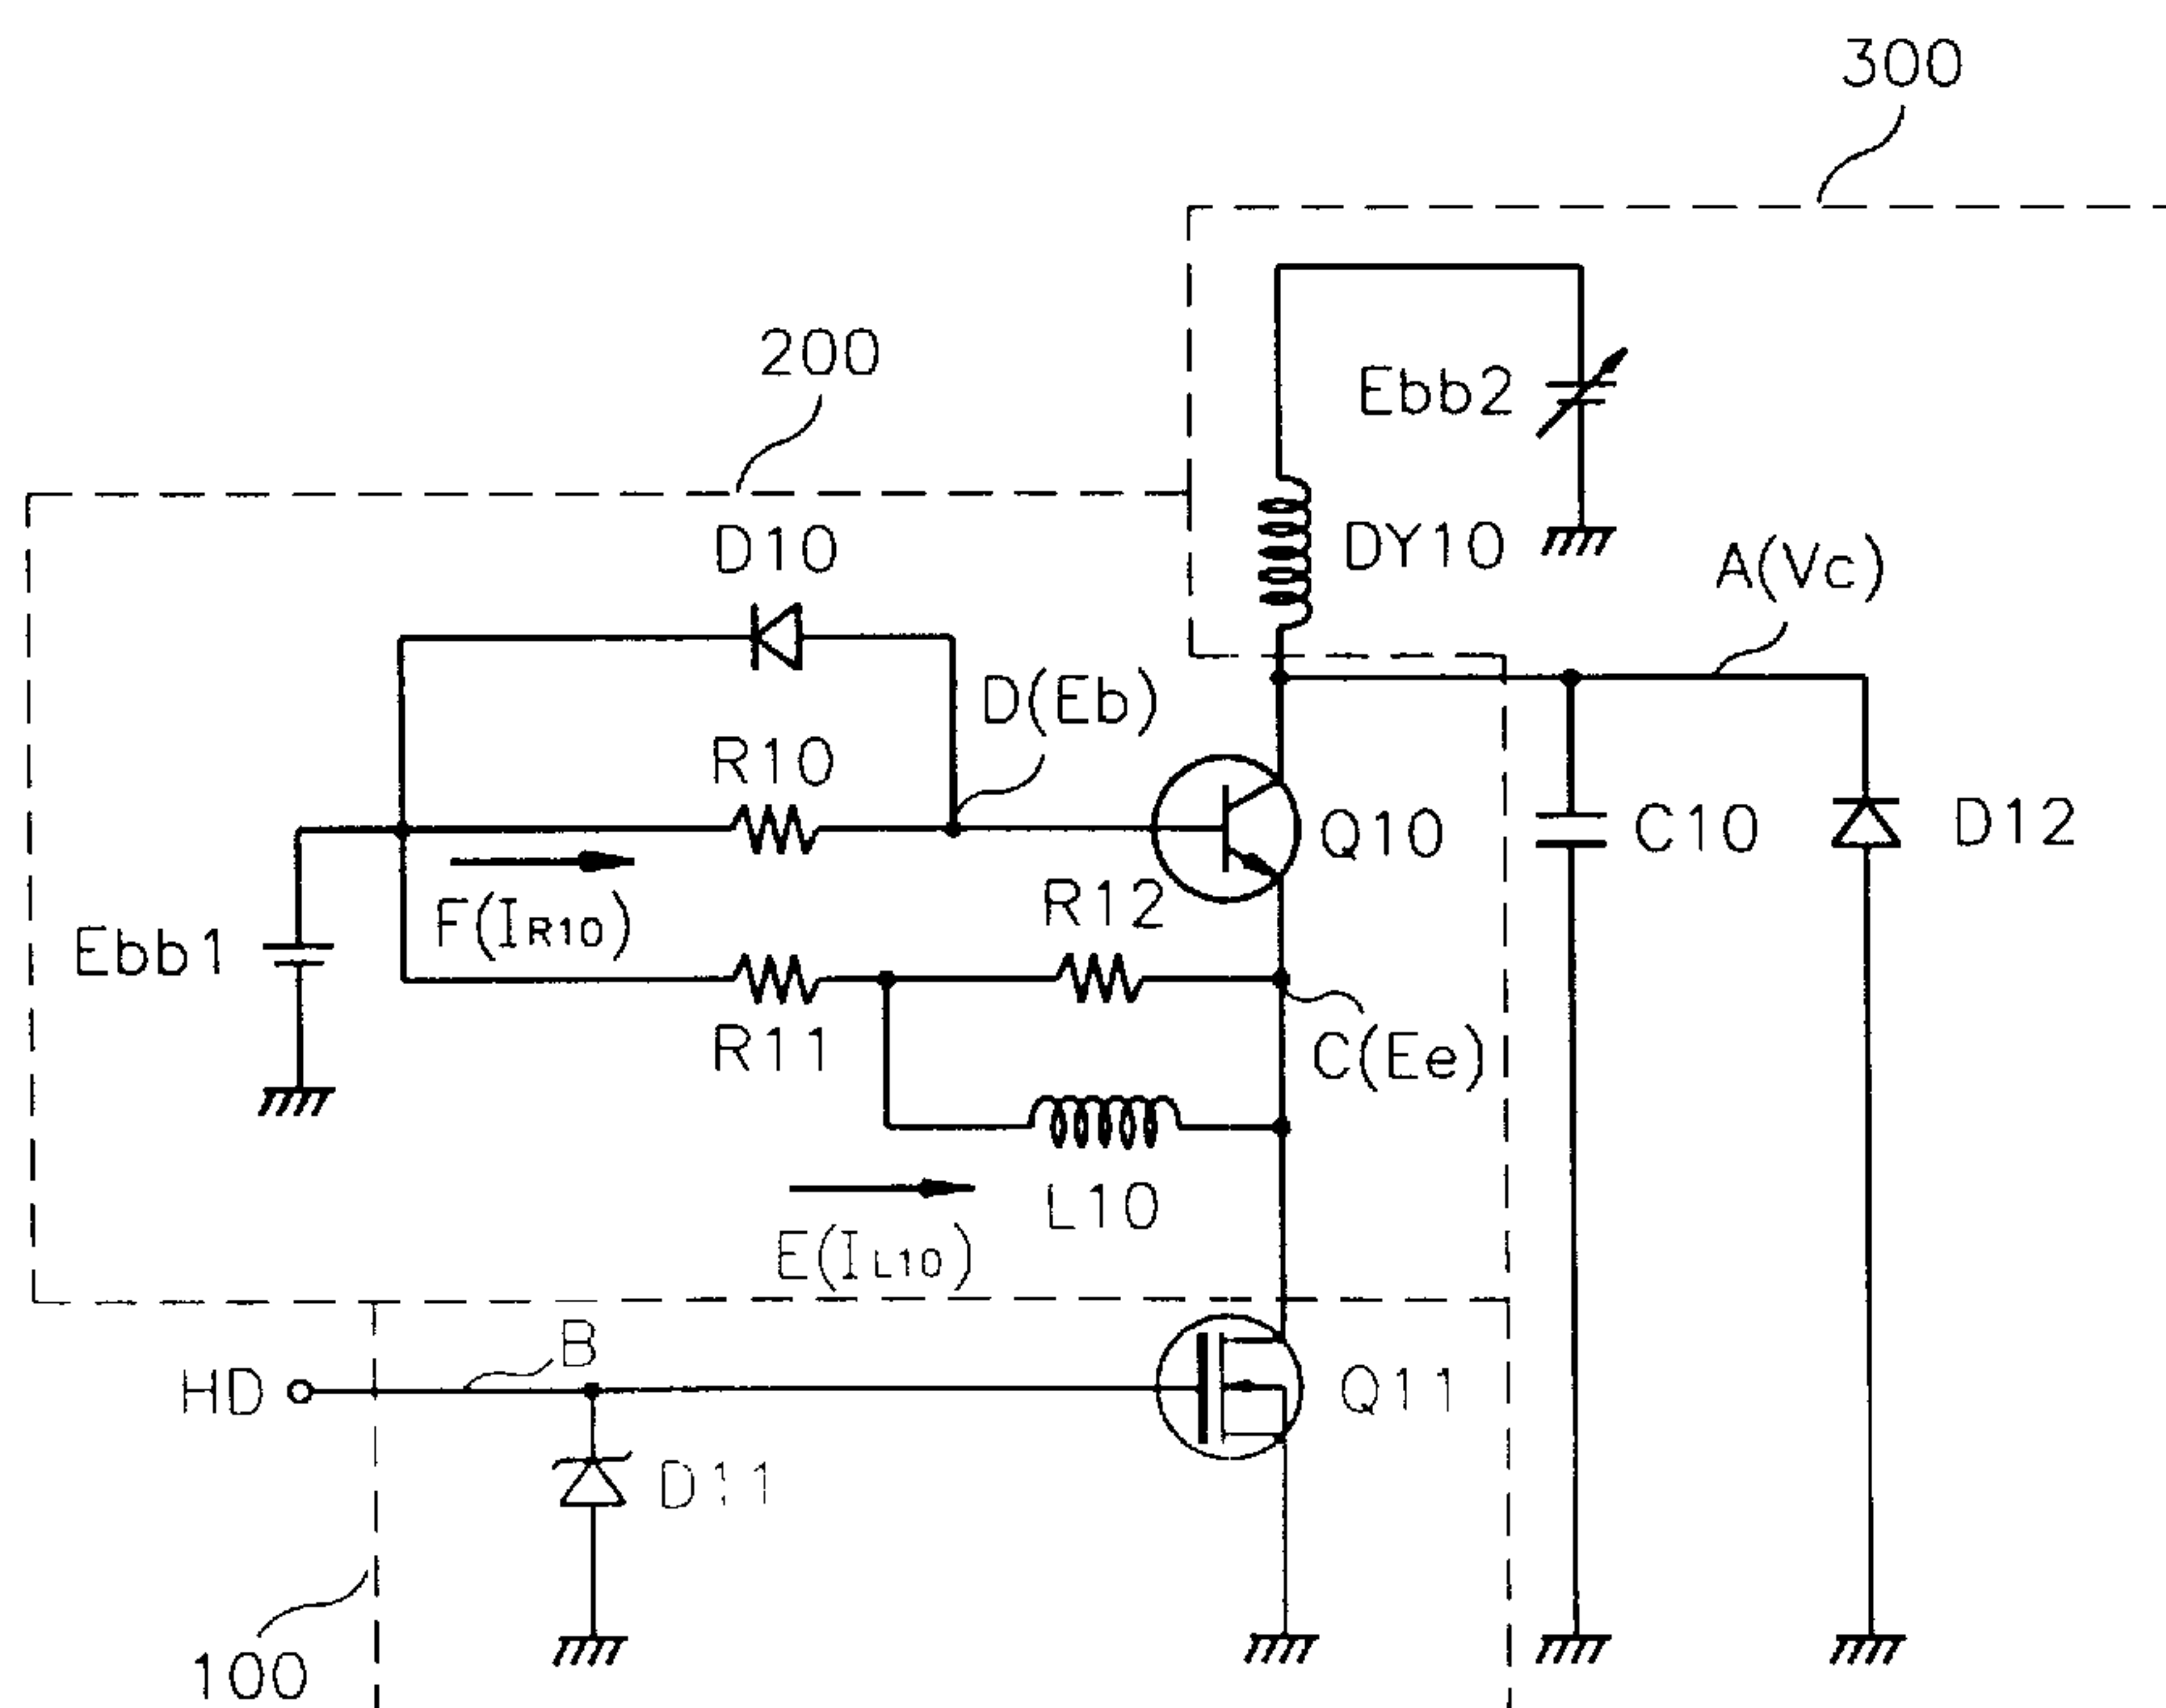 300
200
Ebb2
D10
DY10
A(Vc)
D(Eb)
R10
Q10
C10
D12
R12
F(IR10)
Ebb1
R11
C(Ee)
L10
E(IL10)
B
HD
Q11
D11
100